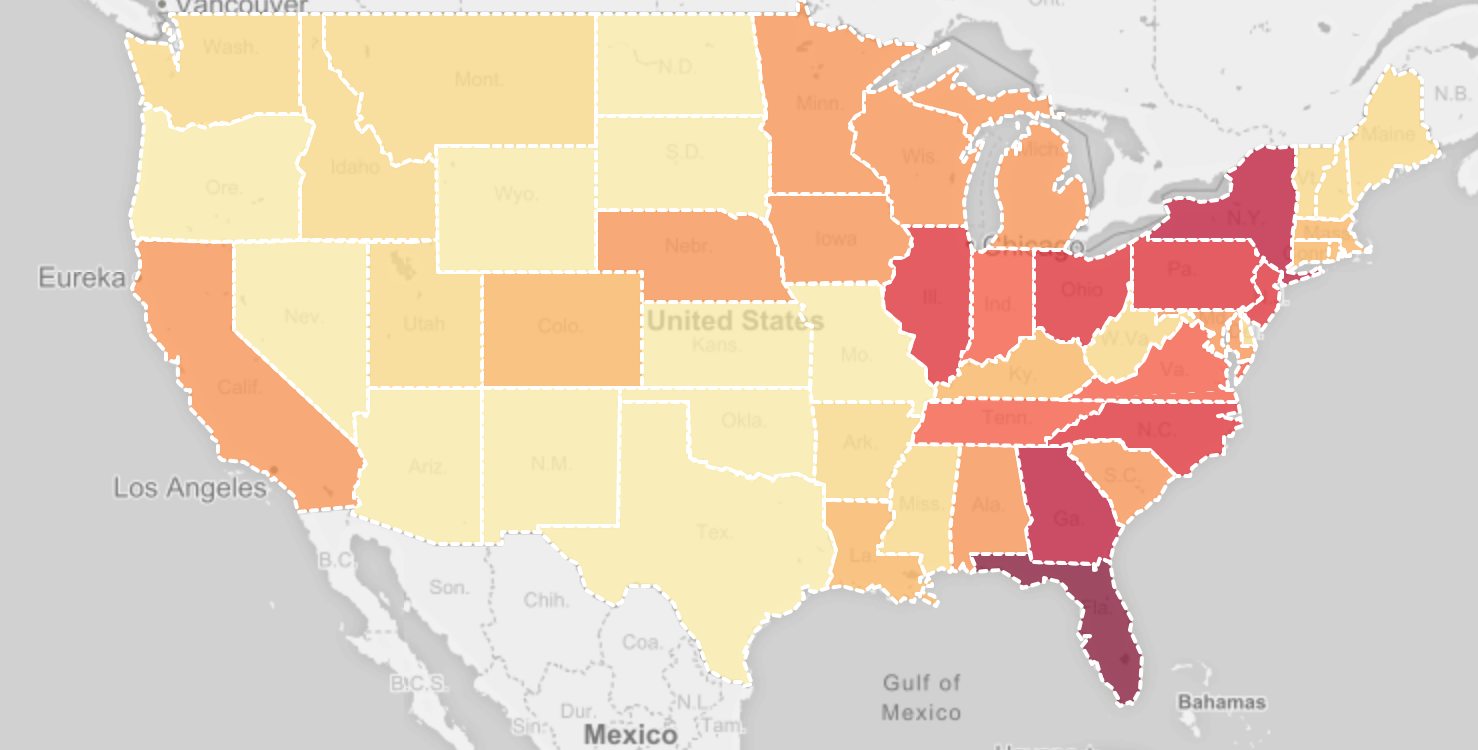 Vancouver
Ont.
Wash.
Mont.
N.D.
Minn.
N.B.
Maine
Ore.
Idaho
Wyo.
S.D.
Wis.
Mich.
Vt.
N.Y.
Mass.
Conn.
Eureka
Nev.
Utah
Colo.
Nebr.
Iowa
Chicago
Ill.
Ind.
Ohio
Pa.
United States
Kans.
Mo.
Ky.
W.Va.
Va.
Calif.
Los Angeles
Ariz.
N.M.
Okla.
Ark.
Tenn.
N.C.
S.C.
Tex.
La.
Miss.
Ala.
Ga.
Fla.
B.C.
Son.
Chih.
Coa.
B.C.S.
Sin.
Dur.
N.L.
Tam.
Mexico
Gulf of
Mexico
Bahamas